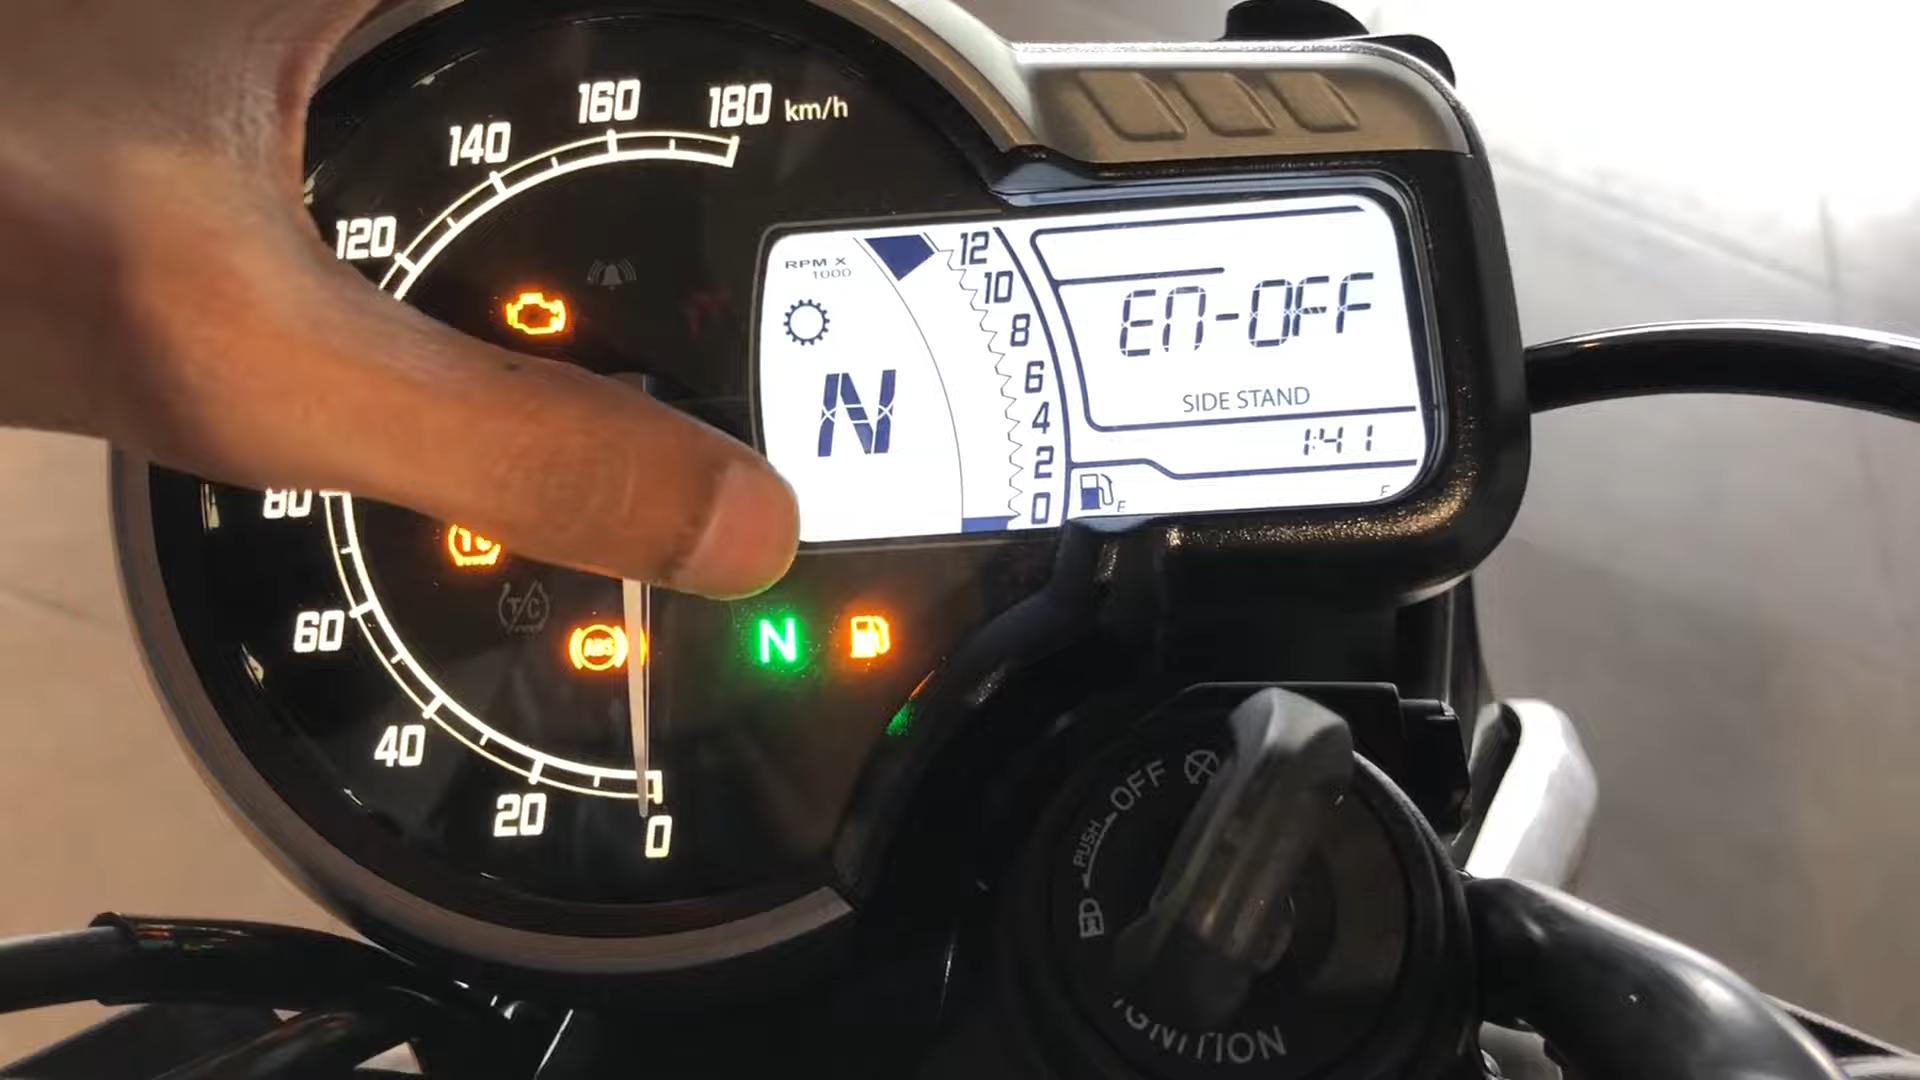 180 km/h
160
140
120
80
60
40
20
0
RPM X
1000
N
12
10
8
6
4
2
0
EN-OFF
SIDE STAND
1:41
E
F
T/C
ABS
N
OFF
PUSH
IGNITION